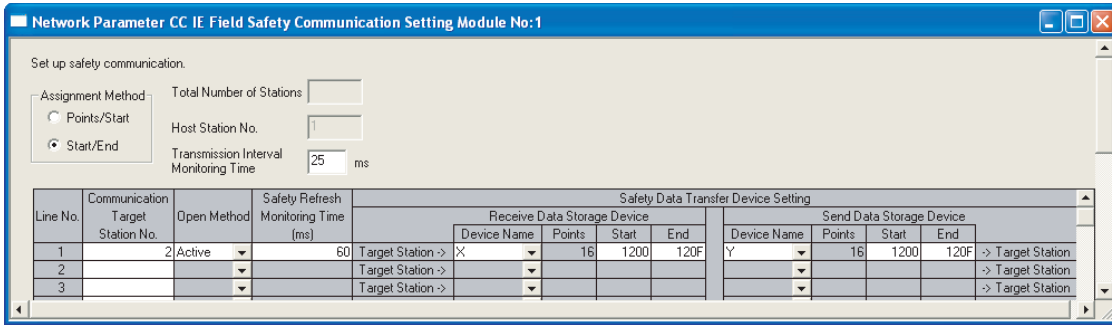 Network Parameter CC IE Field Safety Communication Setting Module No:1
Set up safety communication.
Assignment Method
Points/Start
Start/End
Total Number of Stations
Host Station No. 1
Transmission Interval Monitoring Time 25 ms
Line No. Communication Target Station No. Open Method Safety Refresh Monitoring Time (ms) Safety Data Transfer Device Setting
Receive Data Storage Device Send Data Storage Device
Device Name Points Start End Device Name Points Start End
1 2 Active 60 Target Station -> X 16 1200 120F Y 16 1200 120F -> Target Station
2 Target Station -> -> Target Station
3 Target Station -> -> Target Station